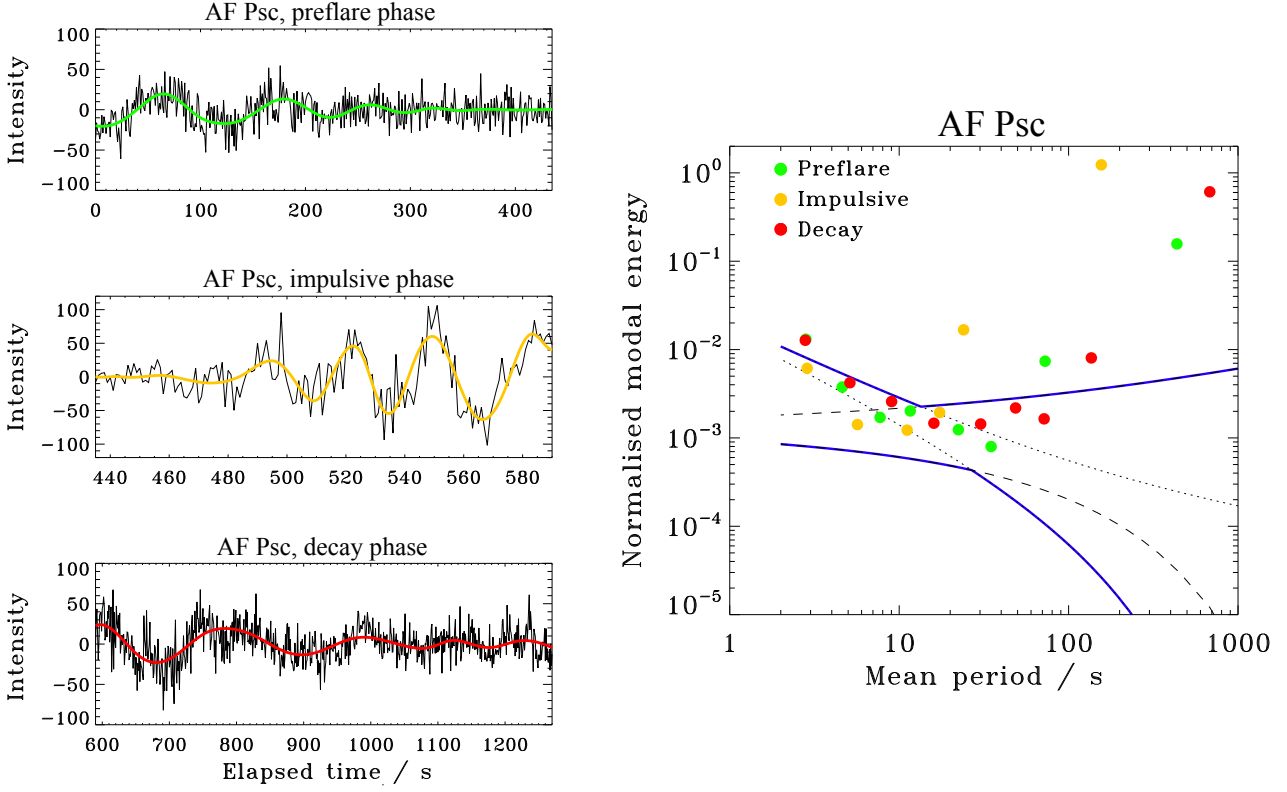 AF Psc, preflare phase
100
50
0
−50
−100
Intensity
0 100 200 300 400
AF Psc, impulsive phase
100
50
0
−50
−100
Intensity
440 460 480 500 520 540 560 580
AF Psc, decay phase
100
50
0
−50
−100
Intensity
600 700 800 900 1000 1100 1200
Elapsed time / s
AF Psc
Preflare
Impulsive
Decay
10⁰
10⁻¹
10⁻²
10⁻³
10⁻⁴
10⁻⁵
Normalised modal energy
1 10 100 1000
Mean period / s